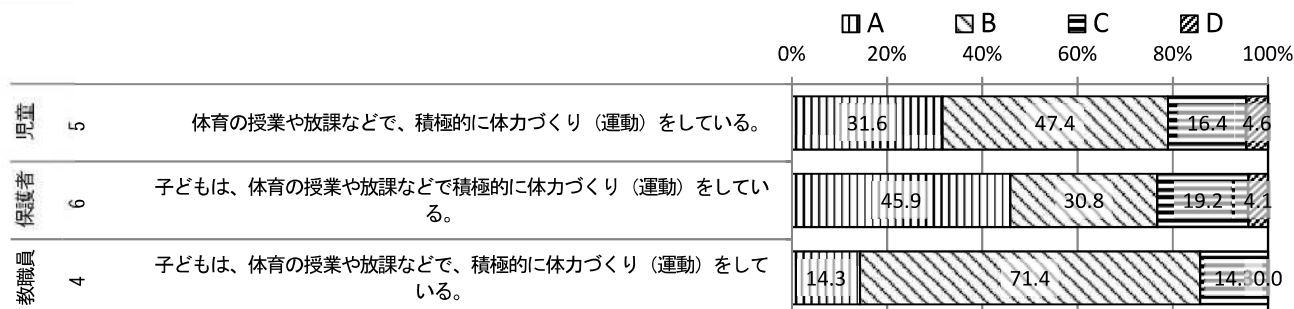 A B C D
0% 20% 40% 60% 80% 100%
児童 5 体育の授業や放課などで、積極的に体力づくり（運動）をしている。 31.6 47.4 16.4 4.6
保護者 6 子どもは、体育の授業や放課などで積極的に体力づくり（運動）をしてい
る。 45.9 30.8 19.2 4.1
教職員 4 子どもは、体育の授業や放課などで、積極的に体力づくり（運動）をして
いる。 14.3 71.4 14.3 0.0